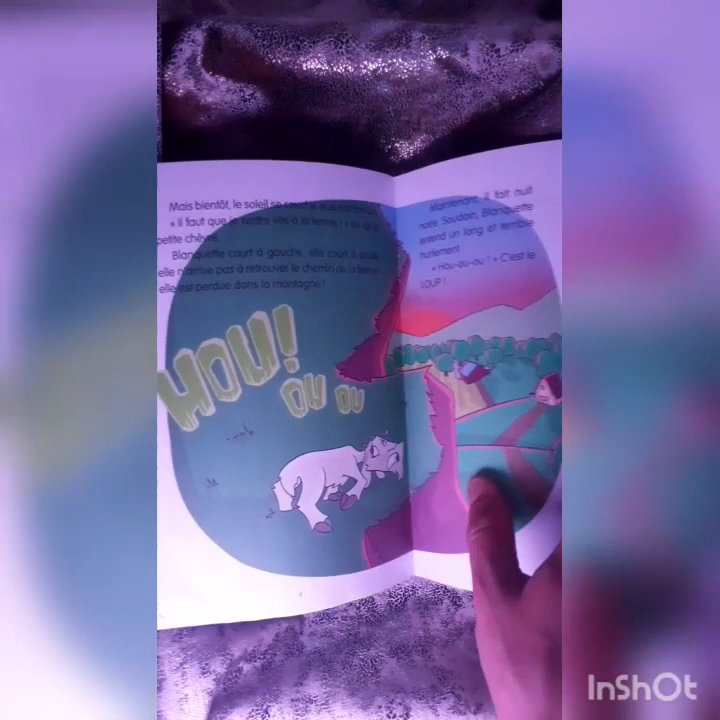 Mais bientôt, le soleil se couche
« Il faut que je rentre vite à la ferme ! » se dit la
petite chèvre.
Blanquette court à gauche, elle court à droite
elle n'arrive pas à retrouver le chemin de la ferme
elle est perdue dans la montagne !
Maintenant, il fait nuit
noire. Soudain, Blanquette
entend un long et terrible
hurlement
« Hou-ou-ou ! » C'est le
LOUP !
HOU!
OU OU
InShOt